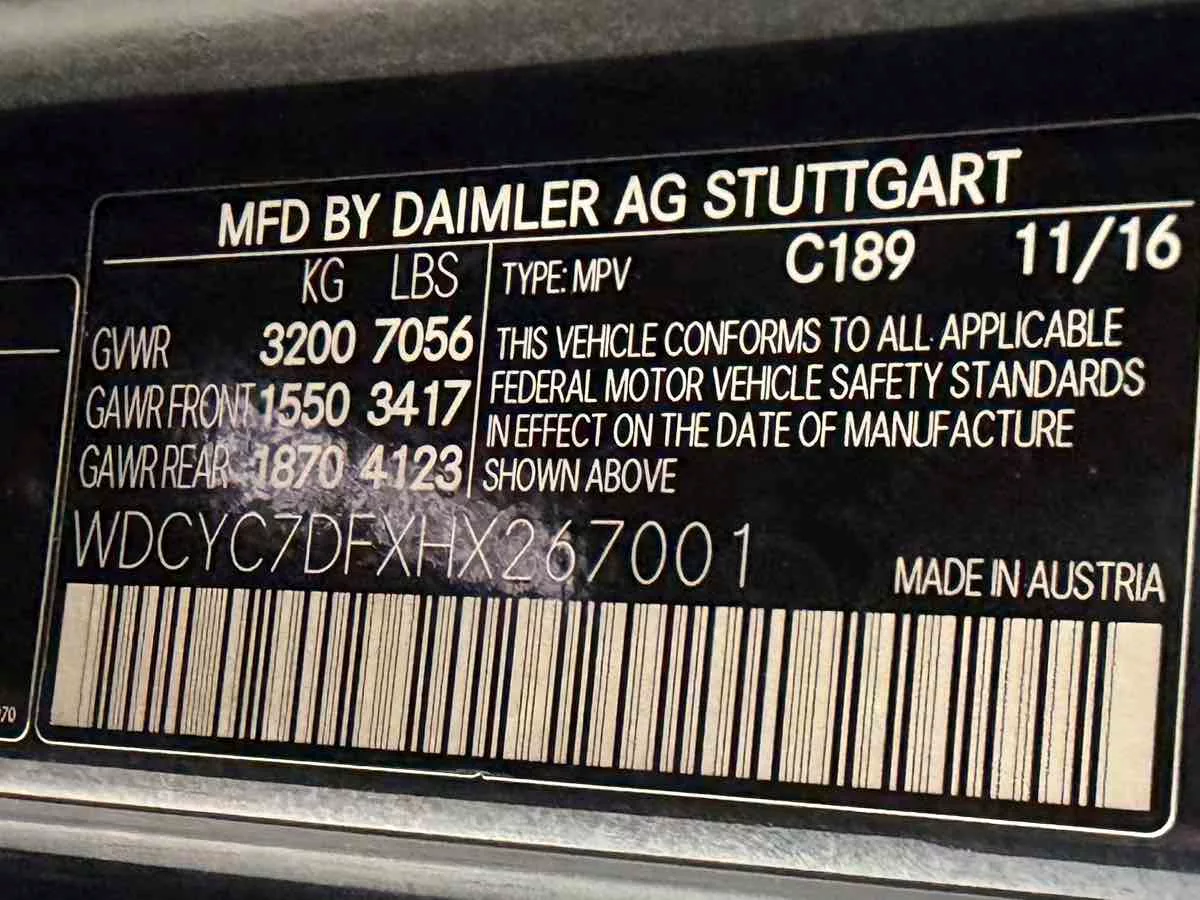 MFD BY DAIMLER AG STUTTGART
KG LBS TYPE: MPV C189 11/16
GVWR 3200 7056
GAWR FRONT 1550 3417
GAWR REAR 1870 4123
THIS VEHICLE CONFORMS TO ALL APPLICABLE
FEDERAL MOTOR VEHICLE SAFETY STANDARDS
IN EFFECT ON THE DATE OF MANUFACTURE
SHOWN ABOVE
WDCYC7DFXHX267001
MADE IN AUSTRIA